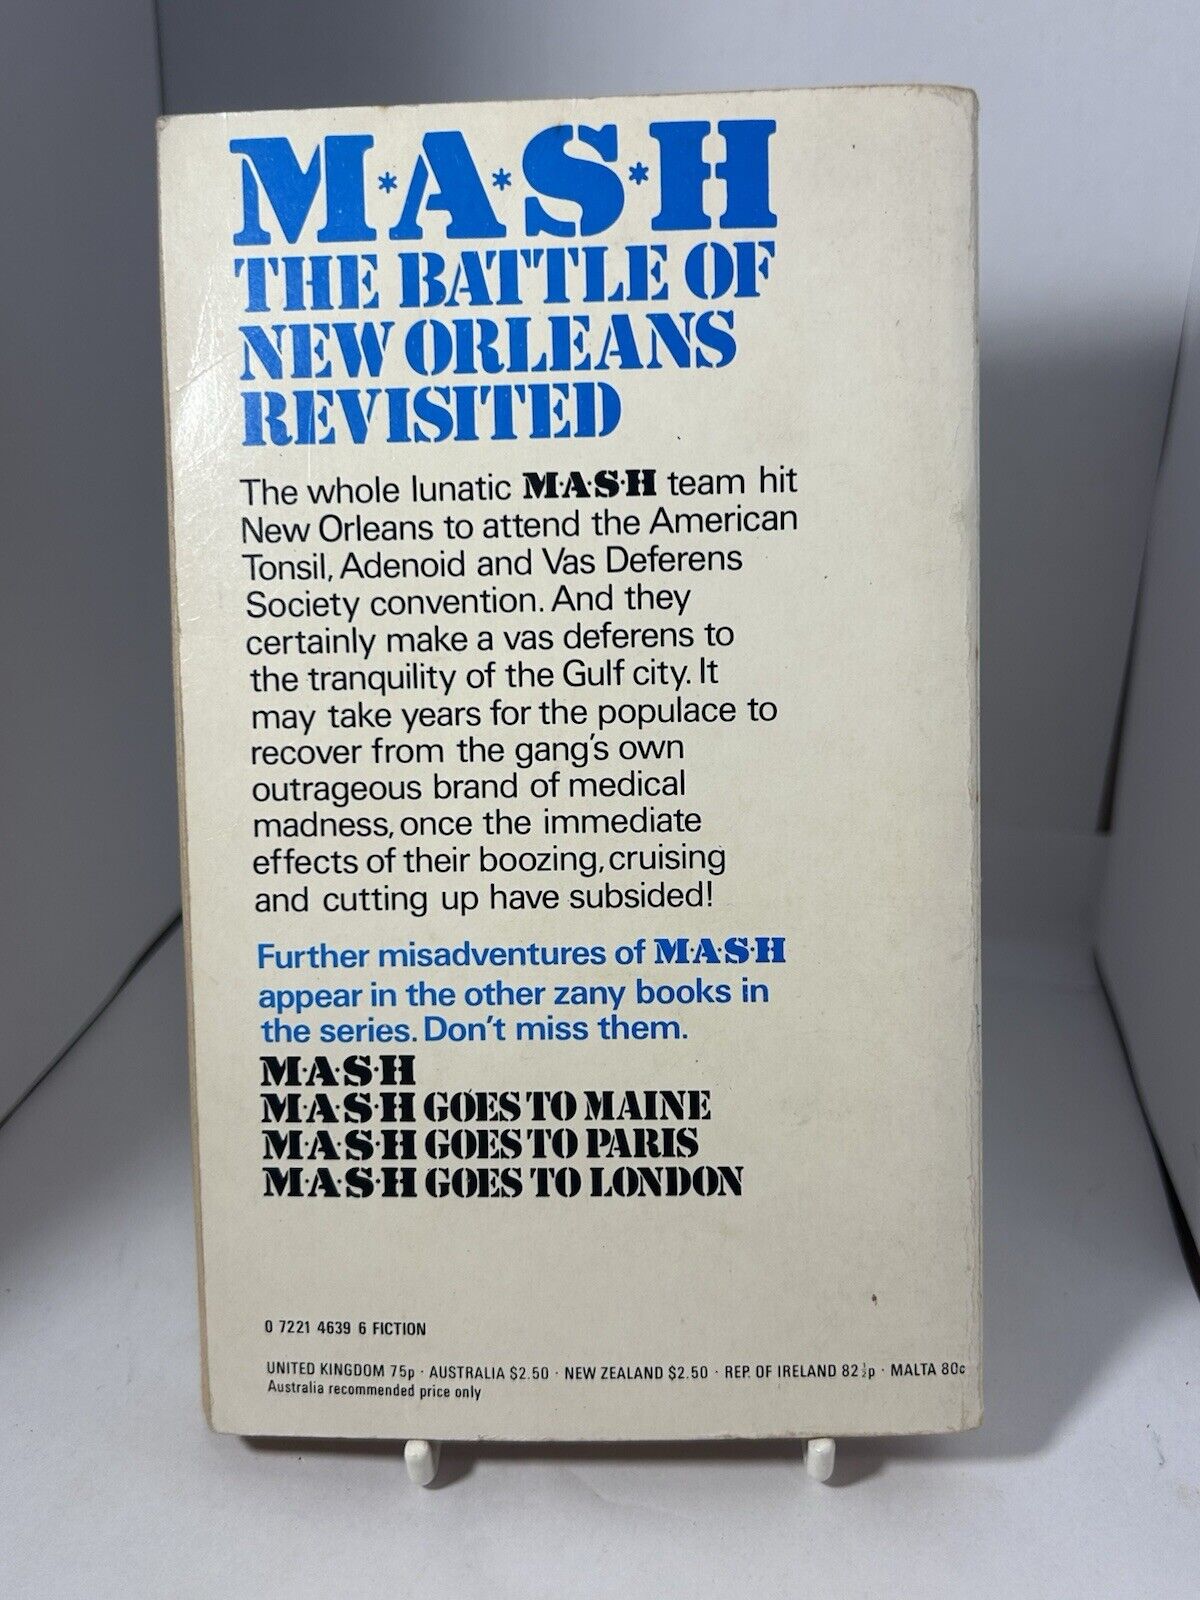 M*A*S*H
THE BATTLE OF
NEW ORLEANS
REVISITED
The whole lunatic M·A·S·H team hit
New Orleans to attend the American
Tonsil, Adenoid and Vas Deferens
Society convention. And they
certainly make a vas deferens to
the tranquility of the Gulf city. It
may take years for the populace to
recover from the gang's own
outrageous brand of medical
madness, once the immediate
effects of their boozing, cruising
and cutting up have subsided!
Further misadventures of M·A·S·H
appear in the other zany books in
the series. Don't miss them.
M·A·S·H
M·A·S·H GOES TO MAINE
M·A·S·H GOES TO PARIS
M·A·S·H GOES TO LONDON
0 7221 4639 6 FICTION
UNITED KINGDOM 75p · AUSTRALIA $2.50 · NEW ZEALAND $2.50 · REP. OF IRELAND 82½p · MALTA 80c
Australia recommended price only